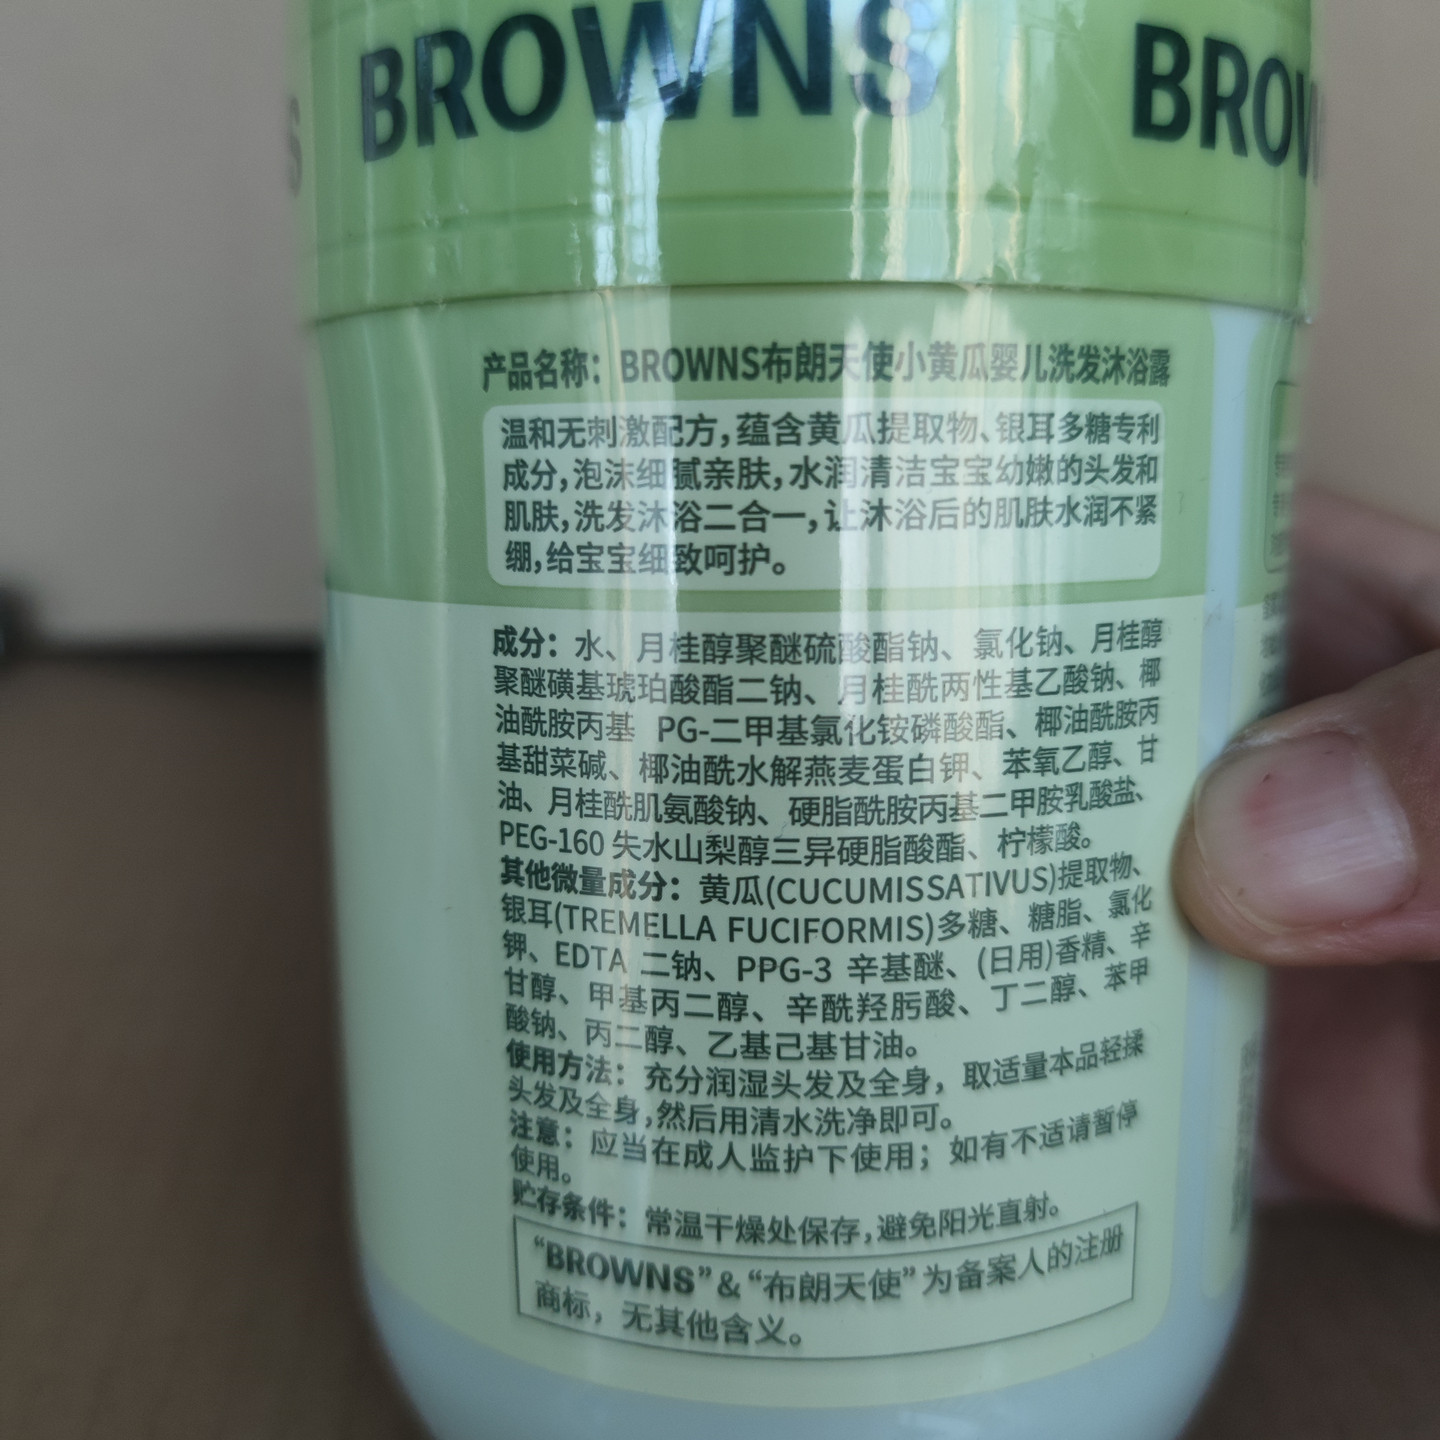 BROWNS
BROW
产品名称：BROWNS布朗天使小黄瓜婴儿洗发沐浴露
温和无刺激配方，蕴含黄瓜提取物、银耳多糖专利
成分，泡沫细腻亲肤，水润清洁宝宝幼嫩的头发和
肌肤，洗发沐浴二合一，让沐浴后的肌肤水润不紧
绷，给宝宝细致呵护。
成分：水、月桂醇聚醚硫酸酯钠、氯化钠、月桂醇
聚醚磺基琥珀酸酯二钠、月桂酰两性基乙酸钠、椰
油酰胺丙基 PG-二甲基氯化铵磷酸酯、椰油酰胺丙
基甜菜碱、椰油酰水解燕麦蛋白钾、苯氧乙醇、甘
油、月桂酰肌氨酸钠、硬脂酰胺丙基二甲胺乳酸盐、
PEG-160 失水山梨醇三异硬脂酸酯、柠檬酸。
其他微量成分：黄瓜(CUCUMISSATIVUS)提取物、
银耳(TREMELLA FUCIFORMIS)多糖、糖脂、氯化
钾、EDTA 二钠、PPG-3 辛基醚、(日用)香精、辛
甘醇、甲基丙二醇、辛酰羟肟酸、丁二醇、苯甲
酸钠、丙二醇、乙基己基甘油。
使用方法：充分润湿头发及全身，取适量本品轻揉
头发及全身，然后用清水洗净即可。
注意：应当在成人监护下使用；如有不适请暂停
使用。
贮存条件：常温干燥处保存，避免阳光直射。
“BROWNS”&“布朗天使”为备案人的注册
商标，无其他含义。